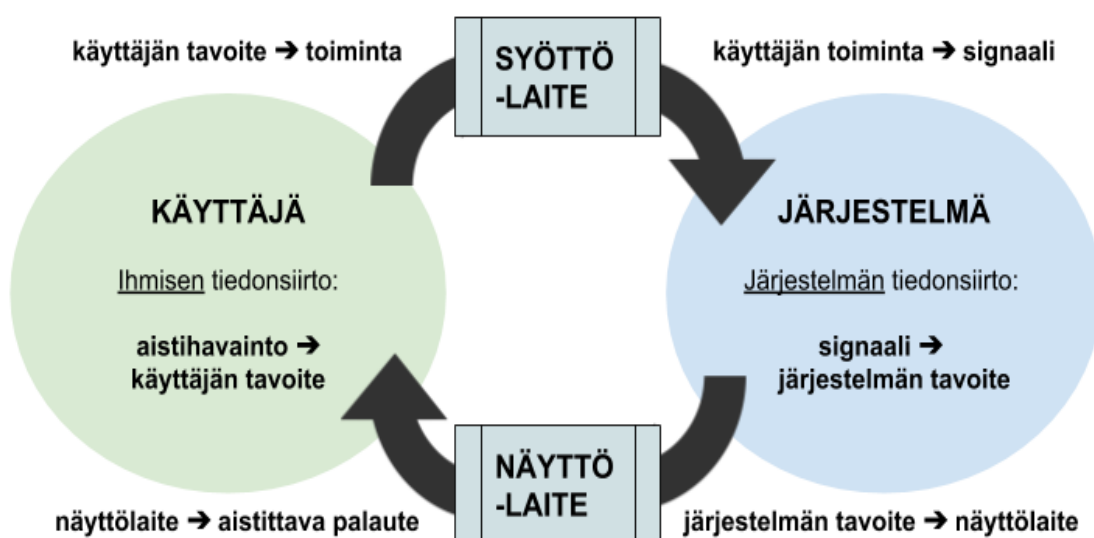 käyttäjän tavoite ➔ toiminta
SYÖTTÖ
-LAITE
käyttäjän toiminta ➔ signaali
KÄYTTÄJÄ
Ihmisen tiedonsiirto:
aistihavainto ➔
käyttäjän tavoite
JÄRJESTELMÄ
Järjestelmän tiedonsiirto:
signaali ➔
järjestelmän tavoite
NÄYTTÖ
-LAITE
näyttölaite ➔ aistittava palaute
järjestelmän tavoite ➔ näyttölaite